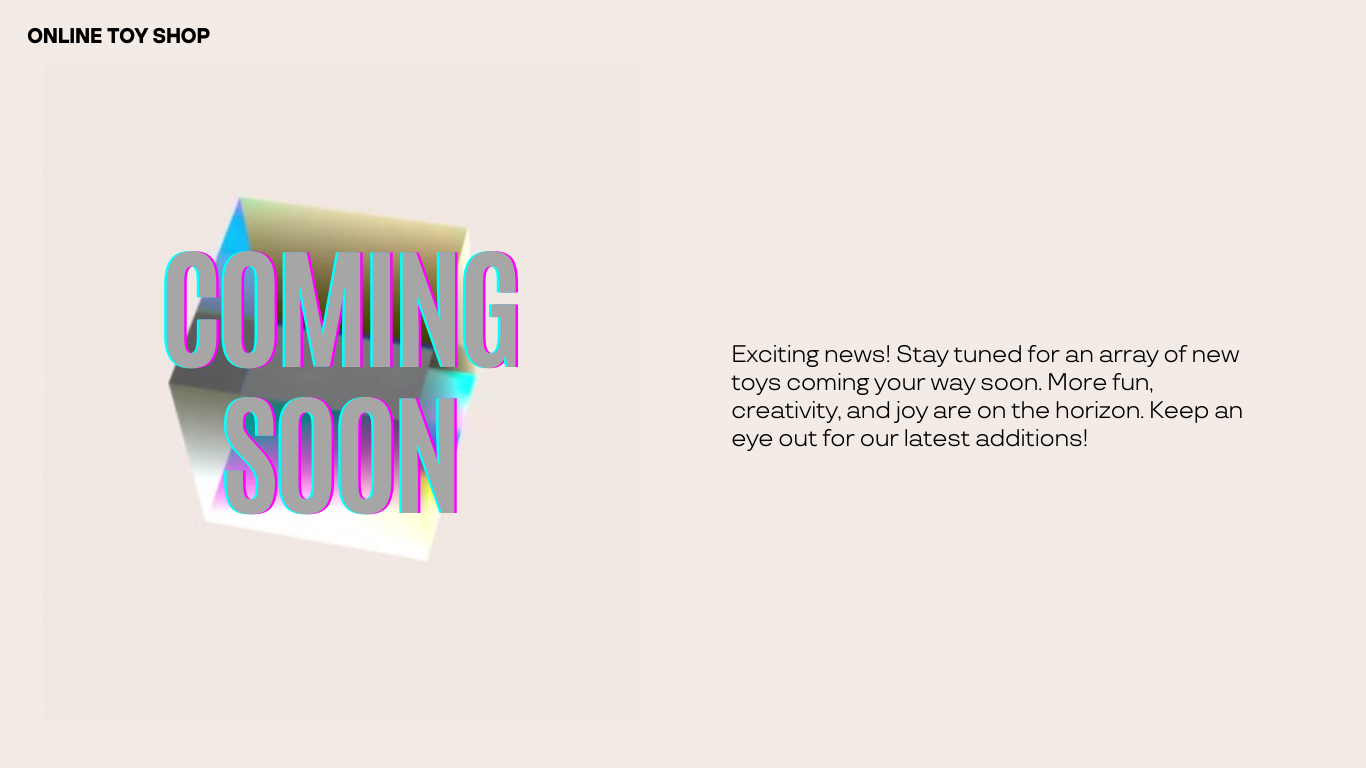 ONLINE TOY SHOP
COMING
SOON
Exciting news! Stay tuned for an array of new
toys coming your way soon. More fun,
creativity, and joy are on the horizon. Keep an
eye out for our latest additions!